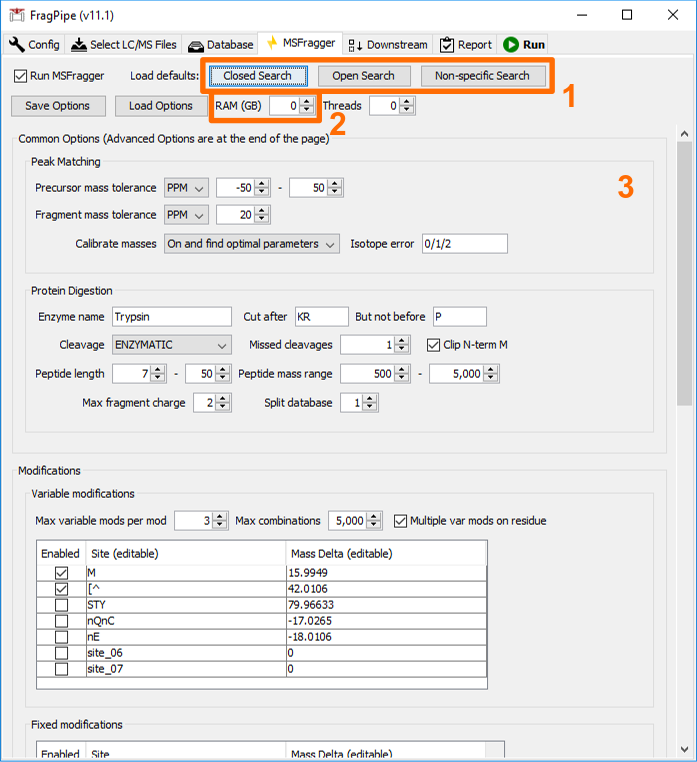 FragPipe (v11.1)
Config Select LC/MS Files Database MSFragger Downstream Report Run
Run MSFragger Load defaults: Closed Search Open Search Non-specific Search
1
Save Options Load Options RAM (GB) 0 Threads 0
2
Common Options (Advanced Options are at the end of the page)
Peak Matching
3
Precursor mass tolerance PPM -50 - 50
Fragment mass tolerance PPM 20
Calibrate masses On and find optimal parameters Isotope error 0/1/2
Protein Digestion
Enzyme name Trypsin Cut after KR But not before P
Cleavage ENZYMATIC Missed cleavages 1 Clip N-term M
Peptide length 7 - 50 Peptide mass range 500 - 5,000
Max fragment charge 2 Split database 1
Modifications
Variable modifications
Max variable mods per mod 3 Max combinations 5,000 Multiple var mods on residue
Enabled Site (editable) Mass Delta (editable)
M 15.9949
[^ 42.0106
STY 79.96633
nQnC -17.0265
nE -18.0106
site_06 0
site_07 0
Fixed modifications
Enabled Site Mass Delta (editable)